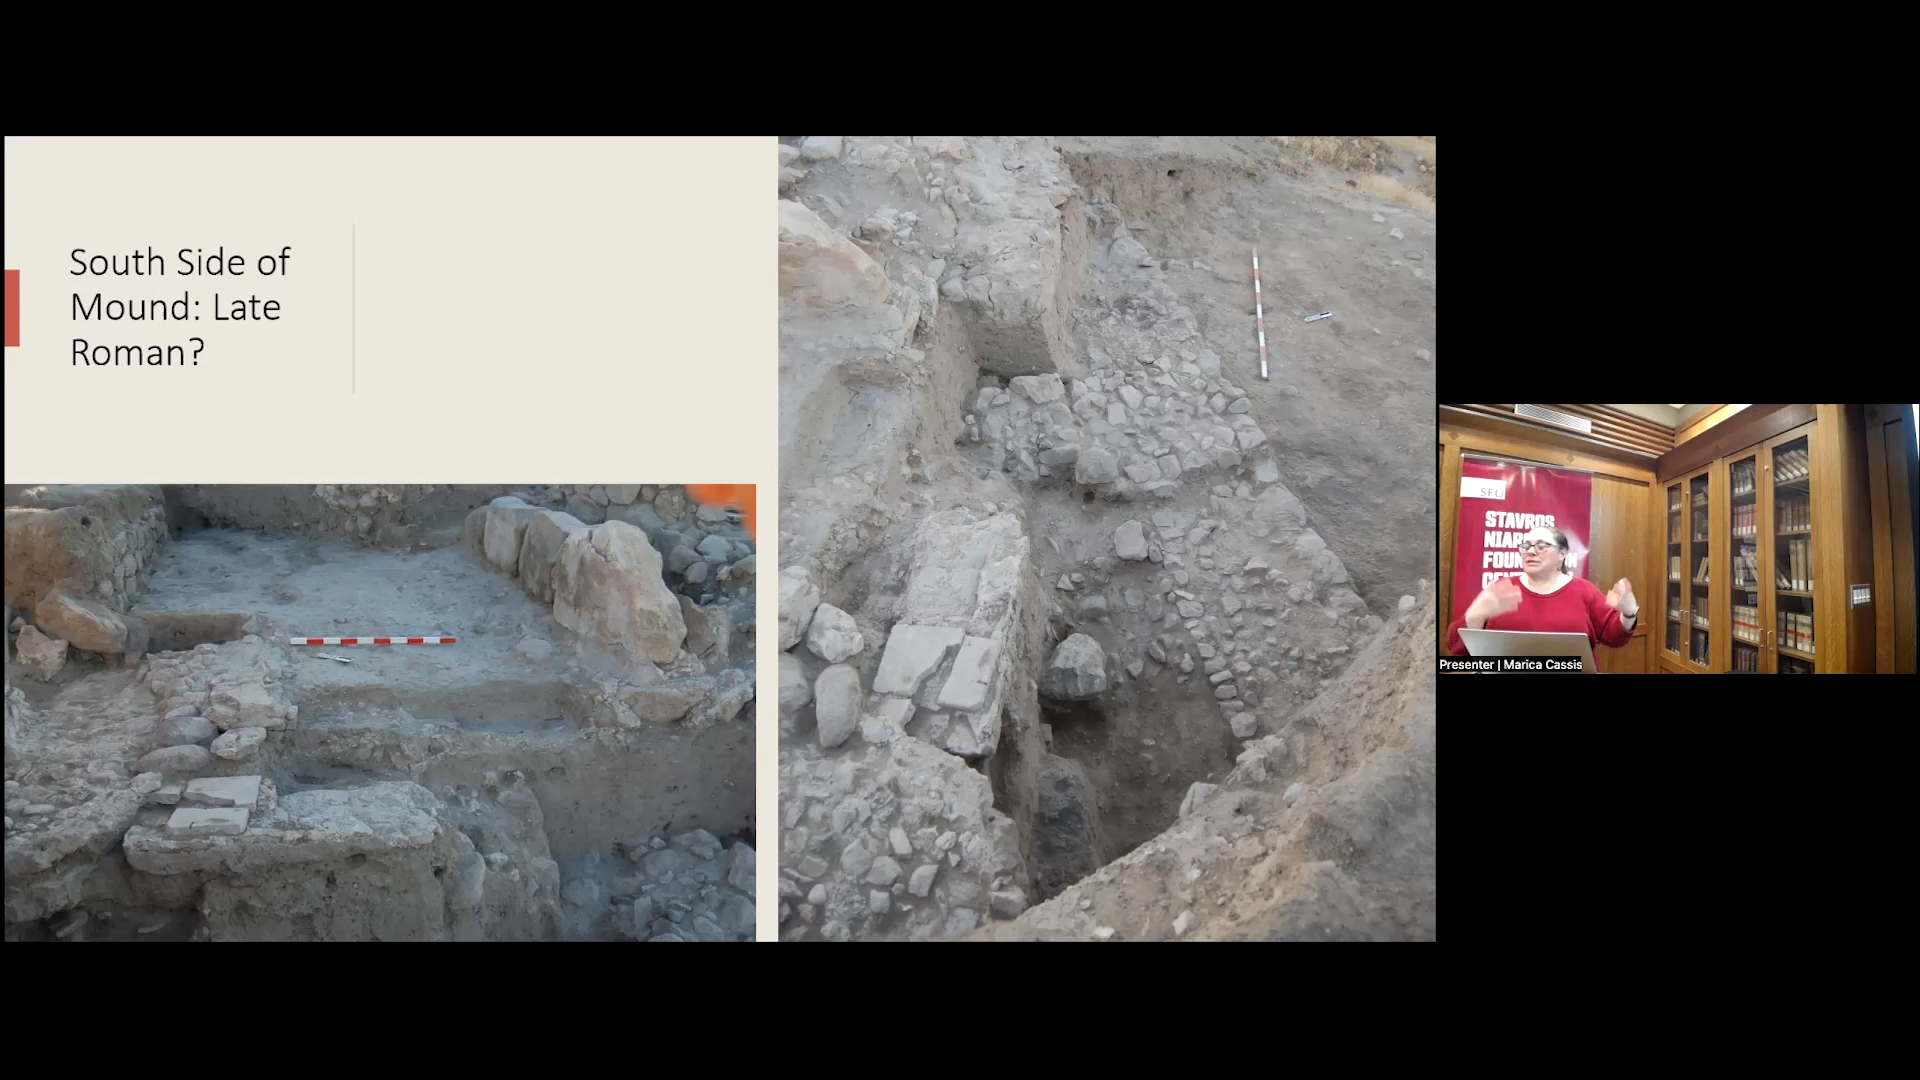 South Side of
Mound: Late
Roman?
SFU
STAVROS
Presenter | Marica Cassis